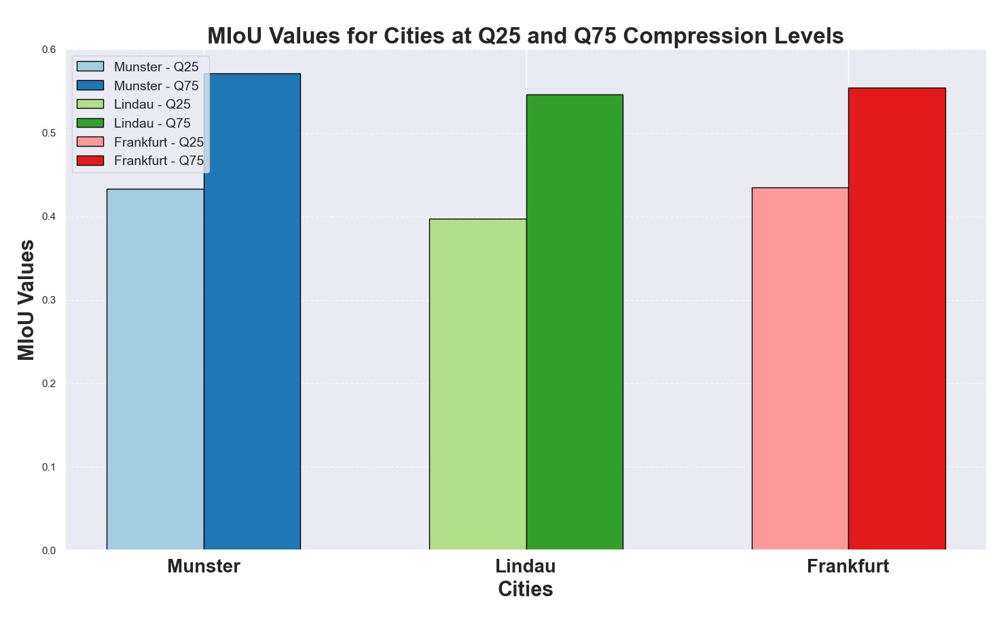 MIoU Values for Cities at Q25 and Q75 Compression Levels
Munster - Q25
Munster - Q75
Lindau - Q25
Lindau - Q75
Frankfurt - Q25
Frankfurt - Q75
MIoU Values
0.6
0.5
0.4
0.3
0.2
0.1
0.0
Munster
Lindau
Frankfurt
Cities